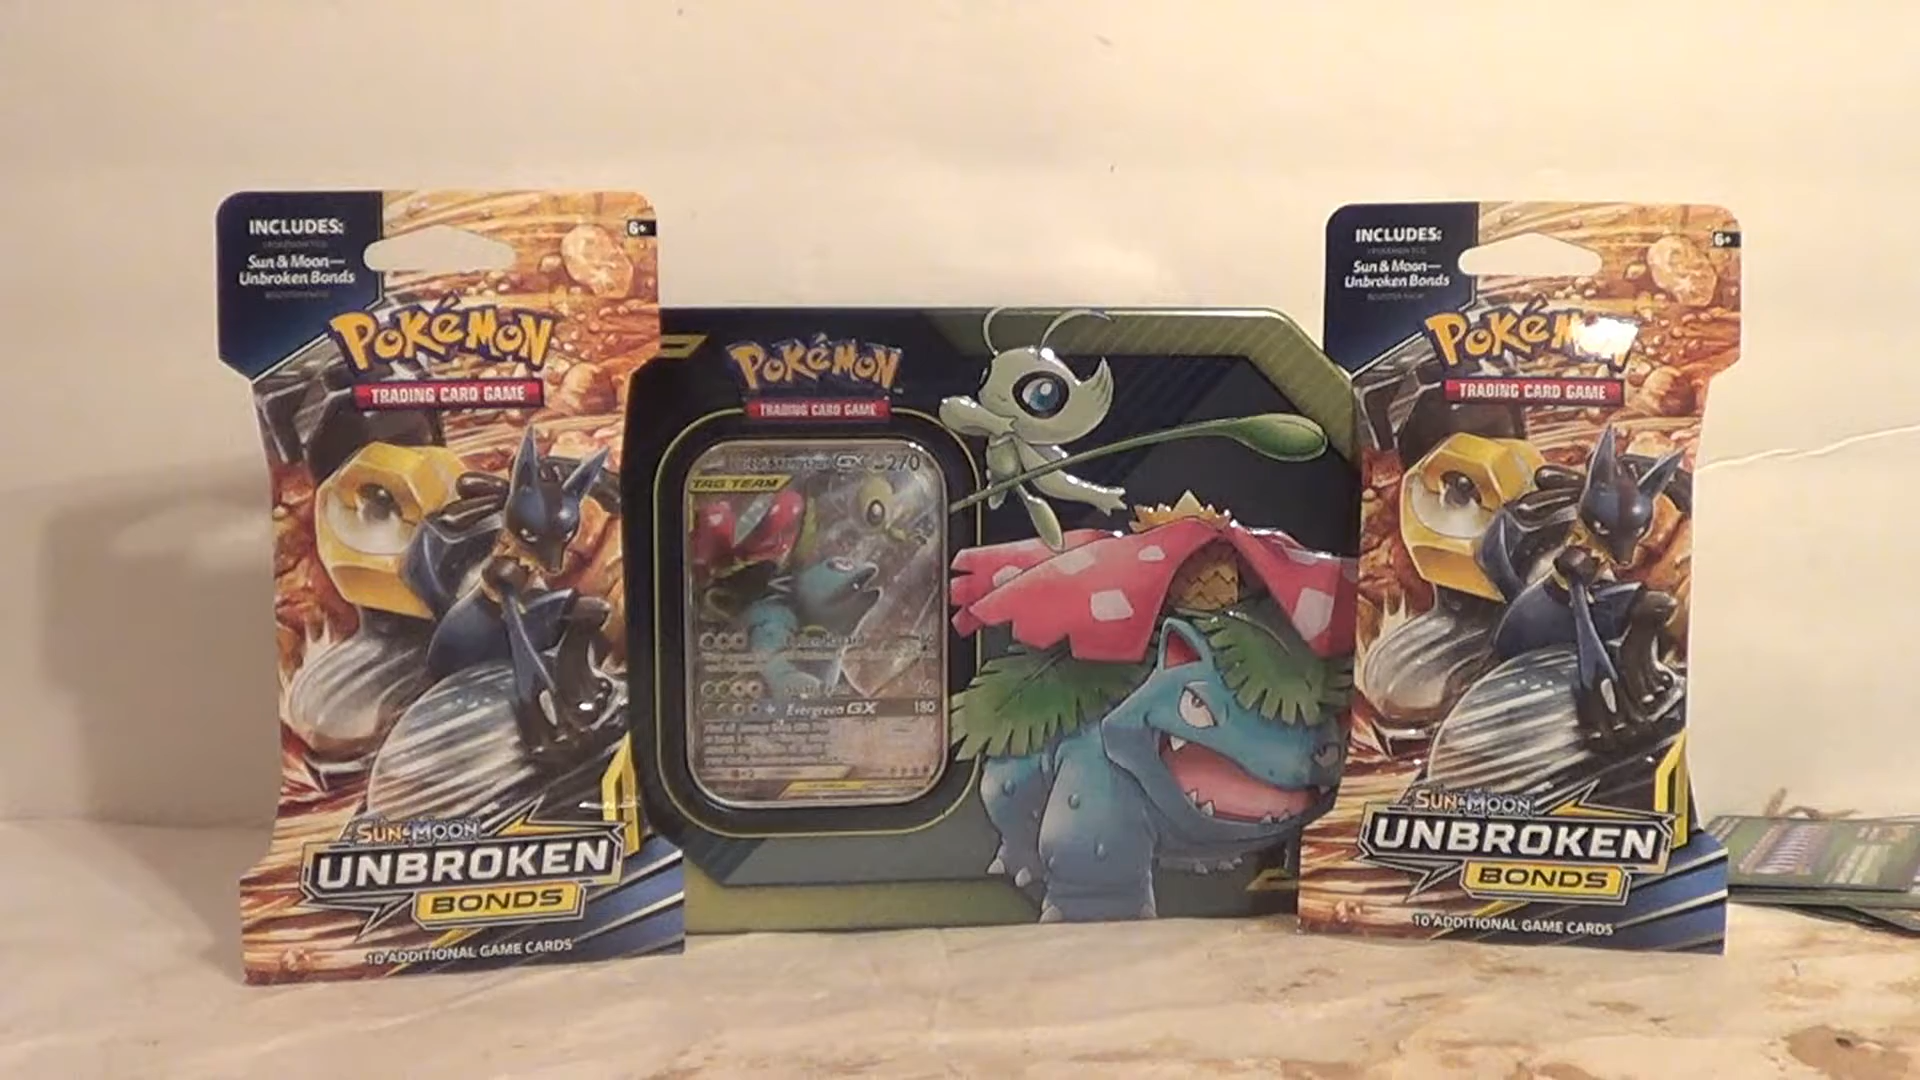 INCLUDES:
Sun & Moon—
Unbroken Bonds
6+
POKéMON
TRADING CARD GAME
SUN & MOON
UNBROKEN
BONDS
10 ADDITIONAL GAME CARDS
POKéMON
TRADING CARD GAME
GX 270
TAG TEAM
Evergreen GX 180
INCLUDES:
Sun & Moon—
Unbroken Bonds
6+
POKéMON
TRADING CARD GAME
SUN & MOON
UNBROKEN
BONDS
10 ADDITIONAL GAME CARDS